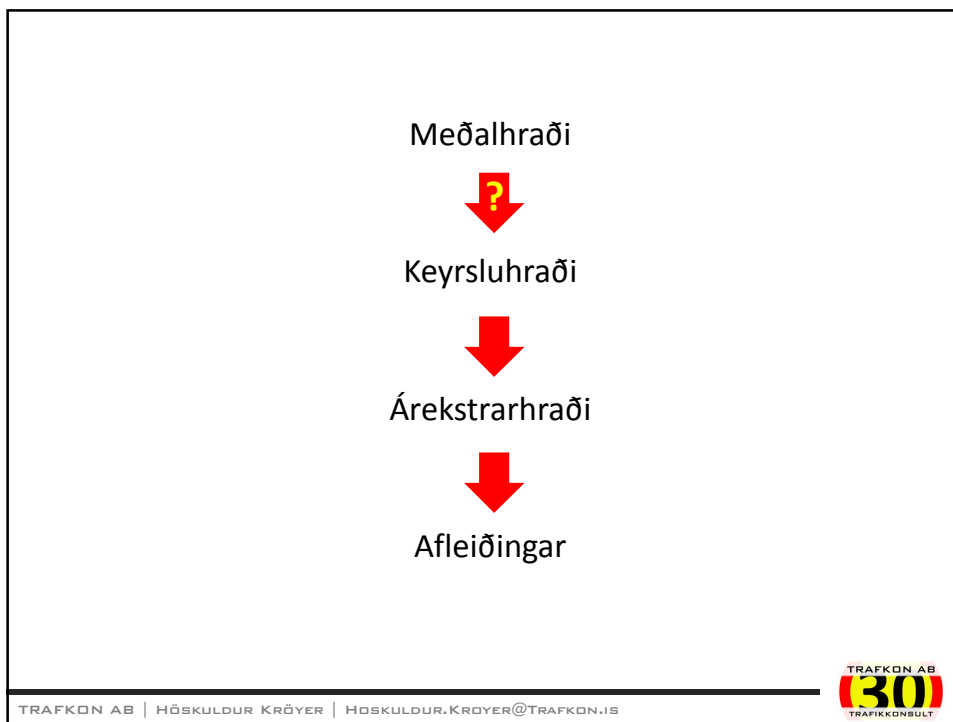 Meðalhraði
?
Keyrsluhraði
Árekstrarhraði
Afleiðingar
TRAFKON AB | Höskuldur Kröyer | Hoskuldur.Kroyer@Trafkon.is
TRAFKON AB
30
TRAFIKKONSULT